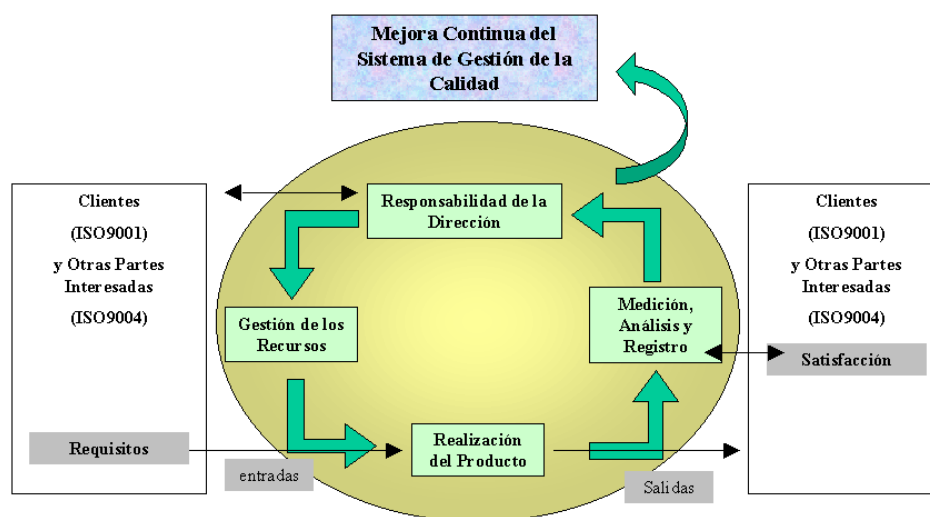 Mejora Continua del
Sistema de Gestión de la
Calidad
Clientes
(ISO9001)
y Otras Partes
Interesadas
(ISO9004)
Requisitos
entradas
Responsabilidad de la
Dirección
Gestión de los
Recursos
Medición,
Análisis y
Registro
Realización
del Producto
Salidas
Clientes
(ISO9001)
y Otras Partes
Interesadas
(ISO9004)
Satisfacción